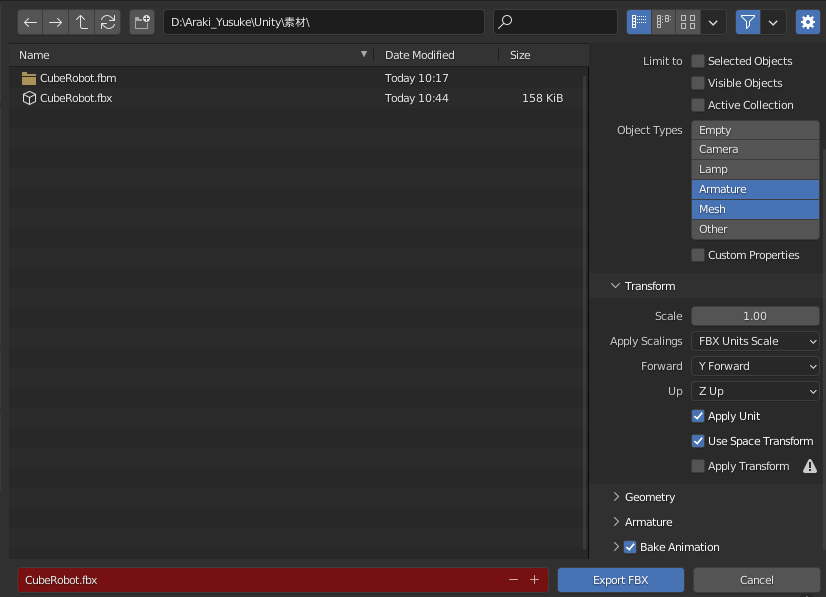 D:\Araki_Yusuke\Unity\素材\
Name Date Modified Size
CubeRobot.fbm Today 10:17
CubeRobot.fbx Today 10:44 158 KiB
Limit to Selected Objects
Visible Objects
Active Collection
Object Types Empty
Camera
Lamp
Armature
Mesh
Other
Custom Properties
Transform
Scale 1.00
Apply Scalings FBX Units Scale
Forward Y Forward
Up Z Up
Apply Unit
Use Space Transform
Apply Transform
Geometry
Armature
Bake Animation
CubeRobot.fbx
Export FBX
Cancel